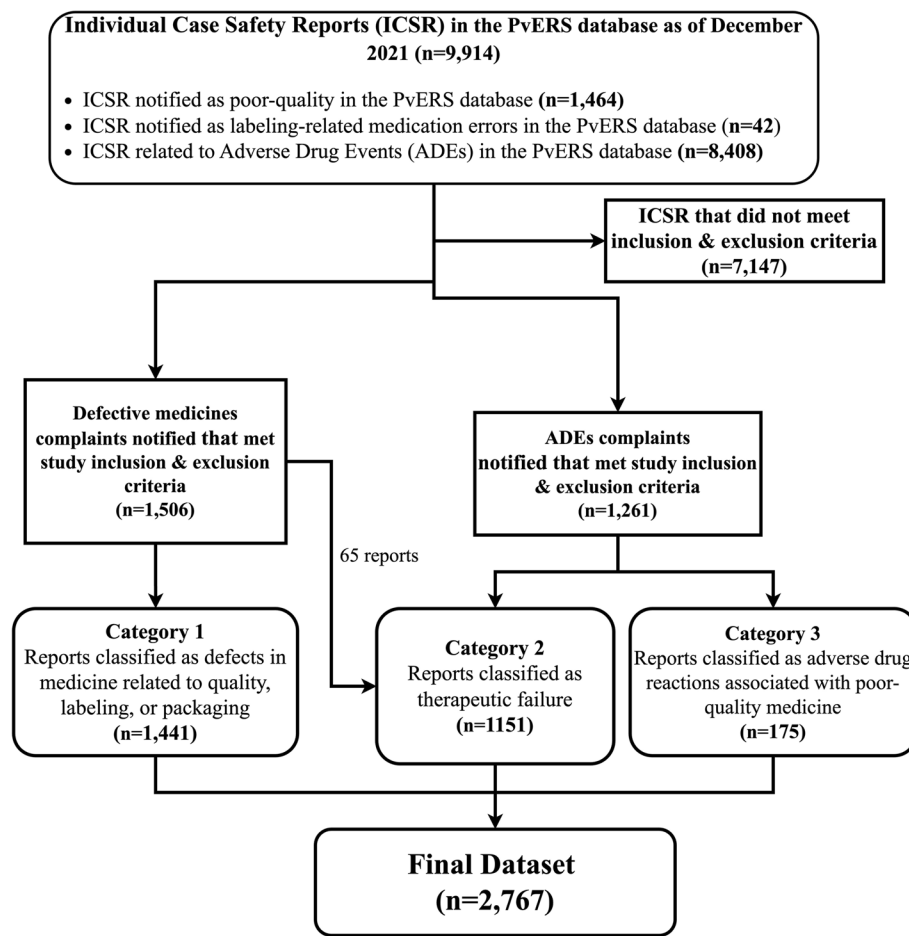 Individual Case Safety Reports (ICSR) in the PvERS database as of December
2021 (n=9,914)
• ICSR notified as poor-quality in the PvERS database (n=1,464)
• ICSR notified as labeling-related medication errors in the PvERS database (n=42)
• ICSR related to Adverse Drug Events (ADEs) in the PvERS database (n=8,408)
ICSR that did not meet
inclusion & exclusion criteria
(n=7,147)
Defective medicines
complaints notified that met
study inclusion & exclusion
criteria
(n=1,506)
ADEs complaints
notified that met study inclusion
& exclusion criteria
(n=1,261)
65 reports
Category 1
Reports classified as defects in
medicine related to quality,
labeling, or packaging
(n=1,441)
Category 2
Reports classified as
therapeutic failure
(n=1151)
Category 3
Reports classified as adverse drug
reactions associated with poor-
quality medicine
(n=175)
Final Dataset
(n=2,767)